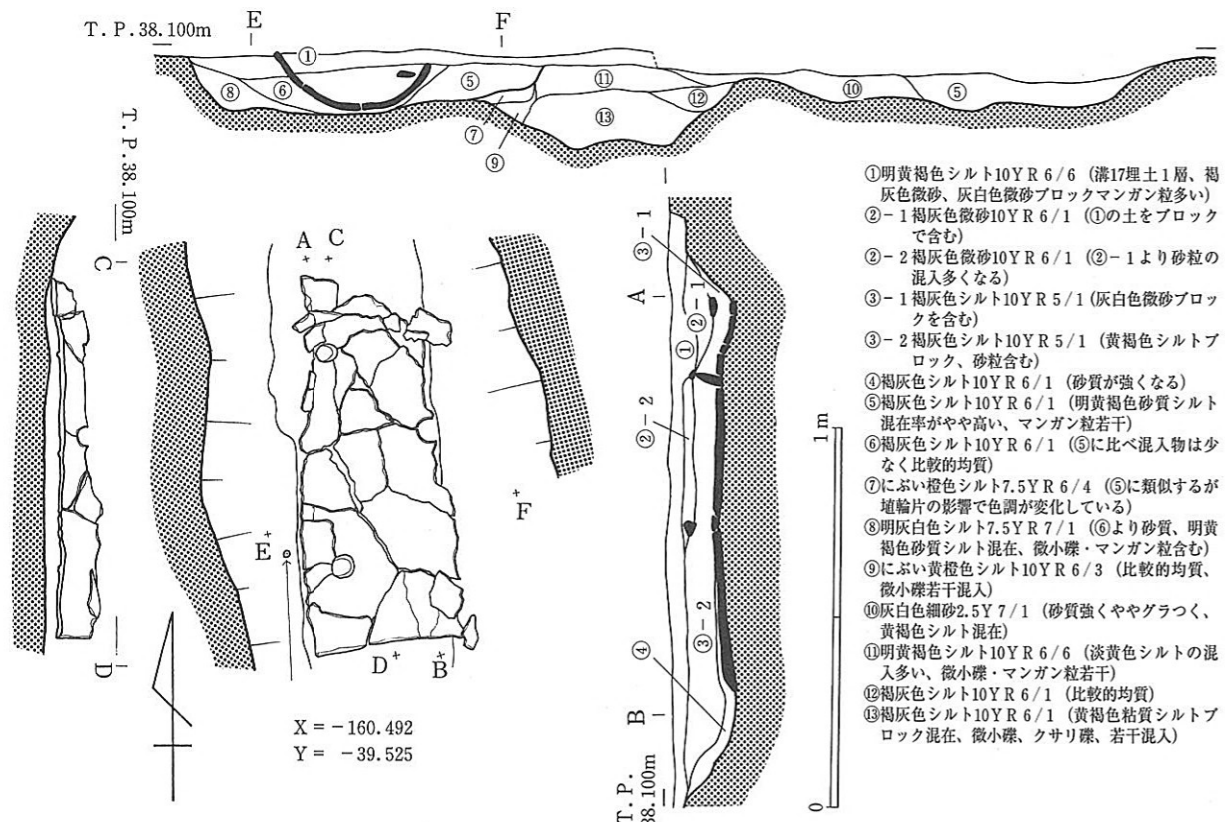 T.P.38.100m
E
F
①
⑧
⑥
⑤
⑦
⑨
⑪
⑬
⑫
⑩
⑤
T.P.38.100m
C
D
A
C
E
F
D
B
X=-160.492
Y= -39.525
③-1
A
②-1
①
②-2
③-2
④
B
T.P.
38.100m
1m
0
①明黄褐色シルト10YR6/6（溝17埋土1層、褐
灰色微砂、灰白色微砂ブロックマンガン粒多い）
②-1褐灰色微砂10YR6/1（①の土をブロック
で含む）
②-2褐灰色微砂10YR6/1（②-1より砂粒の
混入多くなる）
③-1褐灰色シルト10YR5/1（灰白色微砂ブロッ
クを含む）
③-2褐灰色シルト10YR5/1（黄褐色シルトブ
ロック、砂粒含む）
④褐灰色シルト10YR6/1（砂質が強くなる）
⑤褐灰色シルト10YR6/1（明黄褐色砂質シルト
混在率がやや高い、マンガン粒若干）
⑥褐灰色シルト10YR6/1（⑤に比べ混入物は少
なく比較的均質）
⑦にぶい橙色シルト7.5YR6/4（⑤に類似するが
埴輪片の影響で色調が変化している）
⑧明灰白色シルト7.5YR7/1（⑥より砂質、明黄
褐色砂質シルト混在、微小礫・マンガン粒含む）
⑨にぶい黄橙色シルト10YR6/3（比較的均質、
微小礫若干混入）
⑩灰白色細砂2.5Y7/1（砂質強くややグラつく、
黄褐色シルト混在）
⑪明黄褐色シルト10YR6/6（淡黄色シルトの混
入多い、微小礫・マンガン粒若干）
⑫褐灰色シルト10YR6/1（比較的均質）
⑬褐灰色シルト10YR6/1（黄褐色粘質シルトブ
ロック混在、微小礫、クサリ礫、若干混入）